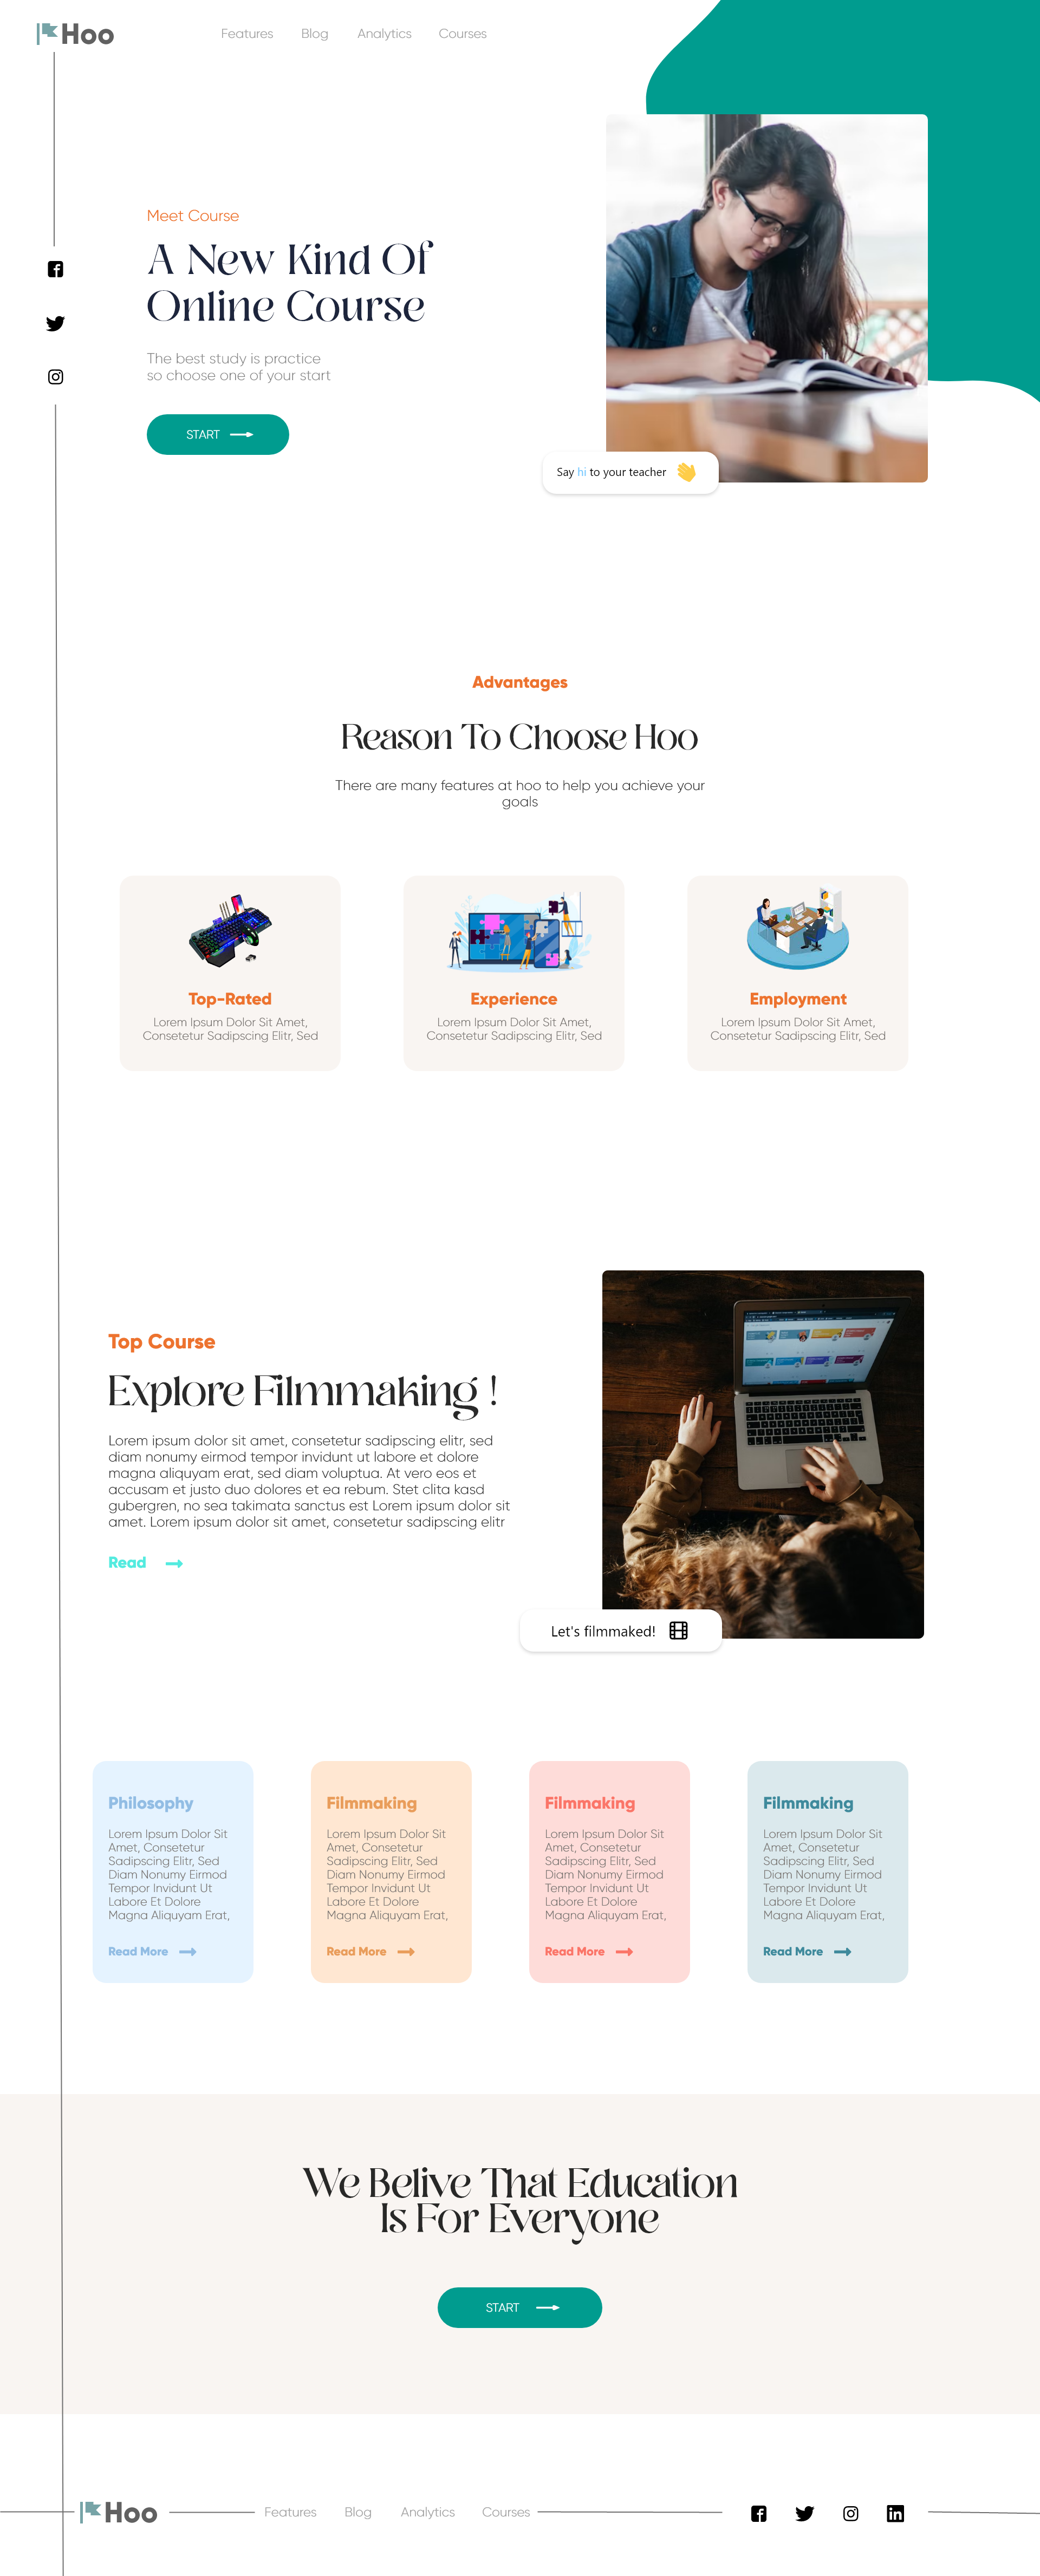 Hoo
Features Blog Analytics Courses
Meet Course
A New Kind Of
Online Course
The best study is practice
so choose one of your start
START
Say hi to your teacher
Advantages
Reason To Choose Hoo
There are many features at hoo to help you achieve your
goals
Top-Rated
Lorem Ipsum Dolor Sit Amet,
Consetetur Sadipscing Elitr, Sed
Experience
Lorem Ipsum Dolor Sit Amet,
Consetetur Sadipscing Elitr, Sed
Employment
Lorem Ipsum Dolor Sit Amet,
Consetetur Sadipscing Elitr, Sed
Top Course
Explore Filmmaking !
Lorem ipsum dolor sit amet, consetetur sadipscing elitr, sed
diam nonumy eirmod tempor invidunt ut labore et dolore
magna aliquyam erat, sed diam voluptua. At vero eos et
accusam et justo duo dolores et ea rebum. Stet clita kasd
gubergren, no sea takimata sanctus est Lorem ipsum dolor sit
amet. Lorem ipsum dolor sit amet, consetetur sadipscing elitr
Read
Let's filmmaked!
Philosophy
Lorem Ipsum Dolor Sit
Amet, Consetetur
Sadipscing Elitr, Sed
Diam Nonumy Eirmod
Tempor Invidunt Ut
Labore Et Dolore
Magna Aliquyam Erat,
Read More
Filmmaking
Lorem Ipsum Dolor Sit
Amet, Consetetur
Sadipscing Elitr, Sed
Diam Nonumy Eirmod
Tempor Invidunt Ut
Labore Et Dolore
Magna Aliquyam Erat,
Read More
Filmmaking
Lorem Ipsum Dolor Sit
Amet, Consetetur
Sadipscing Elitr, Sed
Diam Nonumy Eirmod
Tempor Invidunt Ut
Labore Et Dolore
Magna Aliquyam Erat,
Read More
Filmmaking
Lorem Ipsum Dolor Sit
Amet, Consetetur
Sadipscing Elitr, Sed
Diam Nonumy Eirmod
Tempor Invidunt Ut
Labore Et Dolore
Magna Aliquyam Erat,
Read More
We Belive That Education
Is For Everyone
START
Hoo
Features Blog Analytics Courses